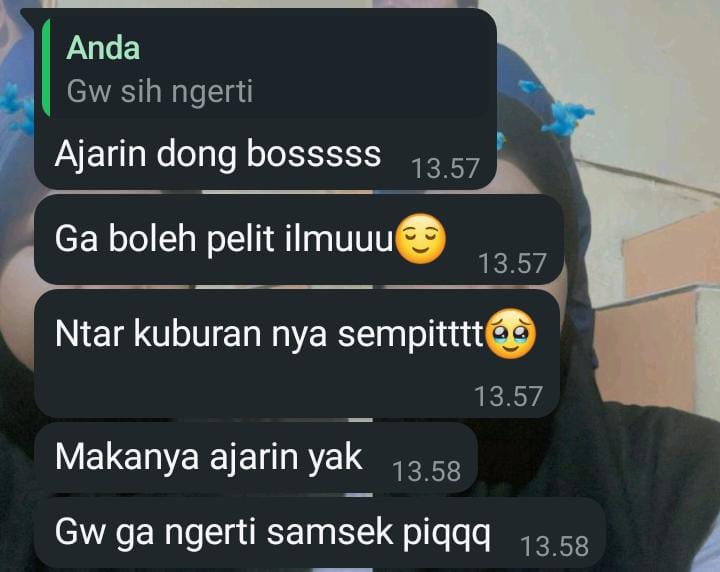 Anda
Gw sih ngerti
Ajarin dong bosssss 13.57
Ga boleh pelit ilmuuu😌 13.57
Ntar kuburan nya sempitttt🥹
13.57
Makanya ajarin yak 13.58
Gw ga ngerti samsek piqqq 13.58